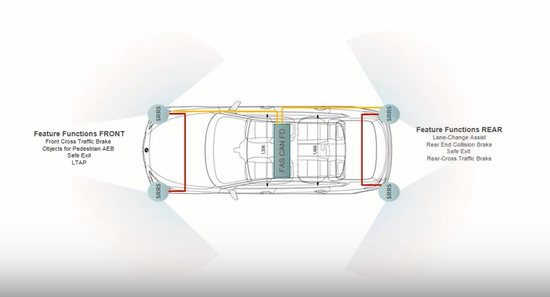 SRR5
SRR5
Feature Functions FRONT
Front Cross Traffic Brake
Objects for Pedestrian AEB
Safe Exit
LTAP
FAS CAN FD
Feature Functions REAR
Lane-Change Assist
Rear End Collision Brake
Safe Exit
Rear-Cross Traffic Brake
SRR5
SRR5